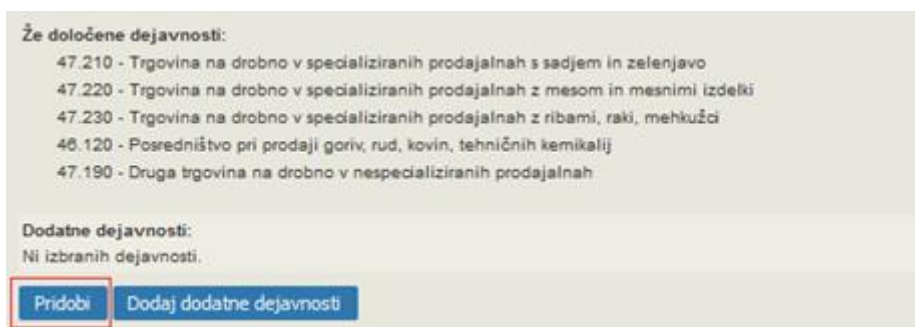 Že določene dejavnosti:
47.210 - Trgovina na drobno v specializiranih prodajalnah s sadjem in zelenjavo
47.220 - Trgovina na drobno v specializiranih prodajalnah z mesom in mesnimi izdelki
47.230 - Trgovina na drobno v specializiranih prodajalnah z ribami, raki, mehkužci
46.120 - Posredništvo pri prodaji goriv, rud, kovin, tehničnih kemikalij
47.190 - Druga trgovina na drobno v nespecializiranih prodajalnah
Dodatne dejavnosti:
Ni izbranih dejavnosti.
Pridobi Dodaj dodatne dejavnosti